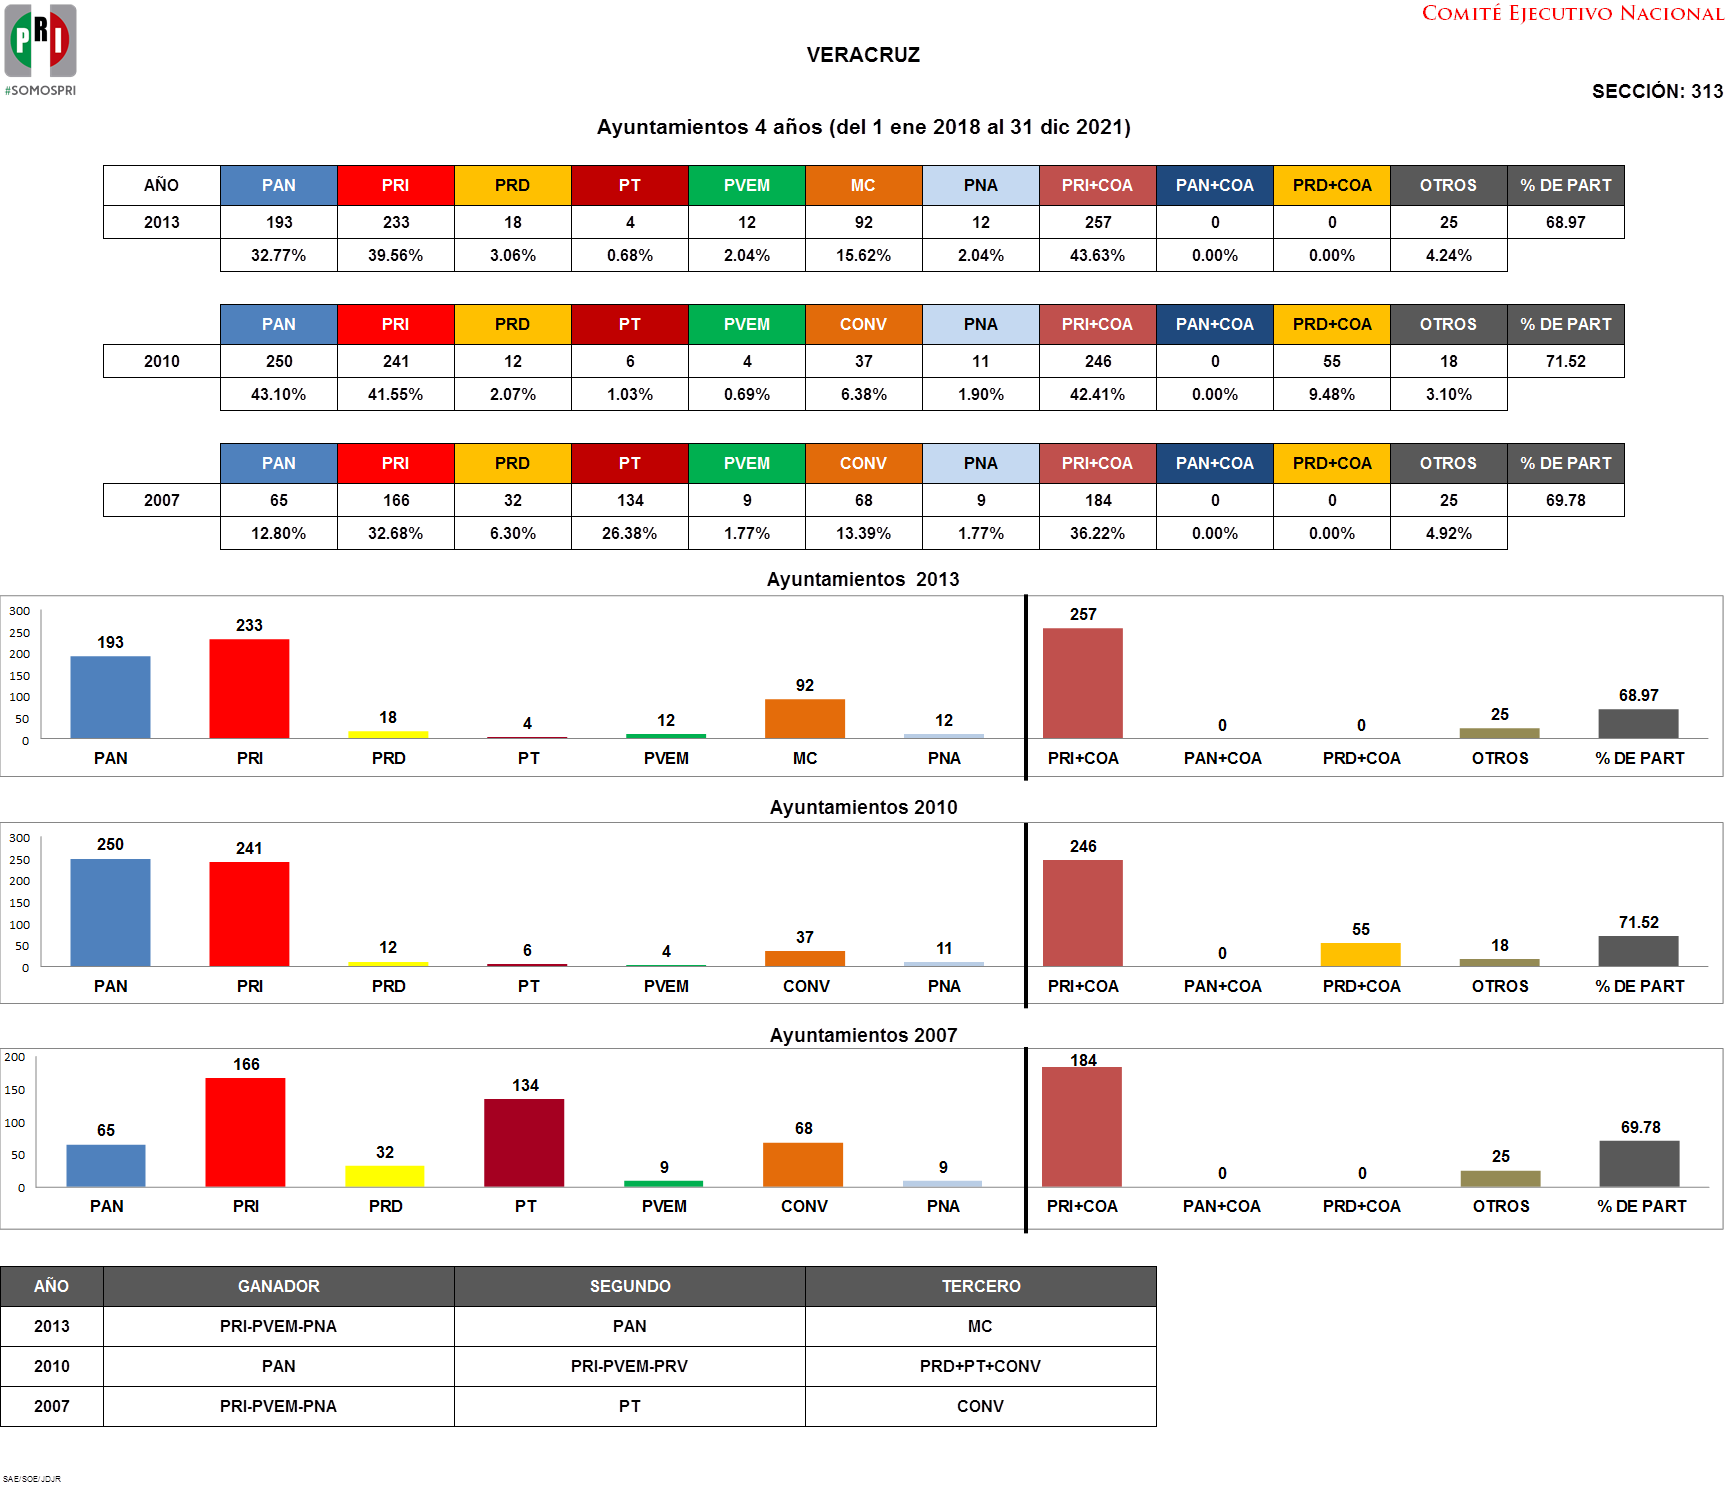 PRI
#SOMOSPRI
COMITÉ EJECUTIVO NACIONAL
VERACRUZ
SECCIÓN: 313
Ayuntamientos 4 años (del 1 ene 2018 al 31 dic 2021)
AÑO PAN PRI PRD PT PVEM MC PNA PRI+COA PAN+COA PRD+COA OTROS % DE PART
2013 193 233 18 4 12 92 12 257 0 0 25 68.97
32.77% 39.56% 3.06% 0.68% 2.04% 15.62% 2.04% 43.63% 0.00% 0.00% 4.24%
PAN PRI PRD PT PVEM CONV PNA PRI+COA PAN+COA PRD+COA OTROS % DE PART
2010 250 241 12 6 4 37 11 246 0 55 18 71.52
43.10% 41.55% 2.07% 1.03% 0.69% 6.38% 1.90% 42.41% 0.00% 9.48% 3.10%
PAN PRI PRD PT PVEM CONV PNA PRI+COA PAN+COA PRD+COA OTROS % DE PART
2007 65 166 32 134 9 68 9 184 0 0 25 69.78
12.80% 32.68% 6.30% 26.38% 1.77% 13.39% 1.77% 36.22% 0.00% 0.00% 4.92%
Ayuntamientos 2013
300
250
200
150
100
50
0
193 233 18 4 12 92 12 257 0 0 25 68.97
PAN PRI PRD PT PVEM MC PNA PRI+COA PAN+COA PRD+COA OTROS % DE PART
Ayuntamientos 2010
300
250
200
150
100
50
0
250 241 12 6 4 37 11 246 0 55 18 71.52
PAN PRI PRD PT PVEM CONV PNA PRI+COA PAN+COA PRD+COA OTROS % DE PART
Ayuntamientos 2007
200
150
100
50
0
65 166 32 134 9 68 9 184 0 0 25 69.78
PAN PRI PRD PT PVEM CONV PNA PRI+COA PAN+COA PRD+COA OTROS % DE PART
AÑO GANADOR SEGUNDO TERCERO
2013 PRI-PVEM-PNA PAN MC
2010 PAN PRI-PVEM-PRV PRD+PT+CONV
2007 PRI-PVEM-PNA PT CONV
SAE/SOE/JDJR